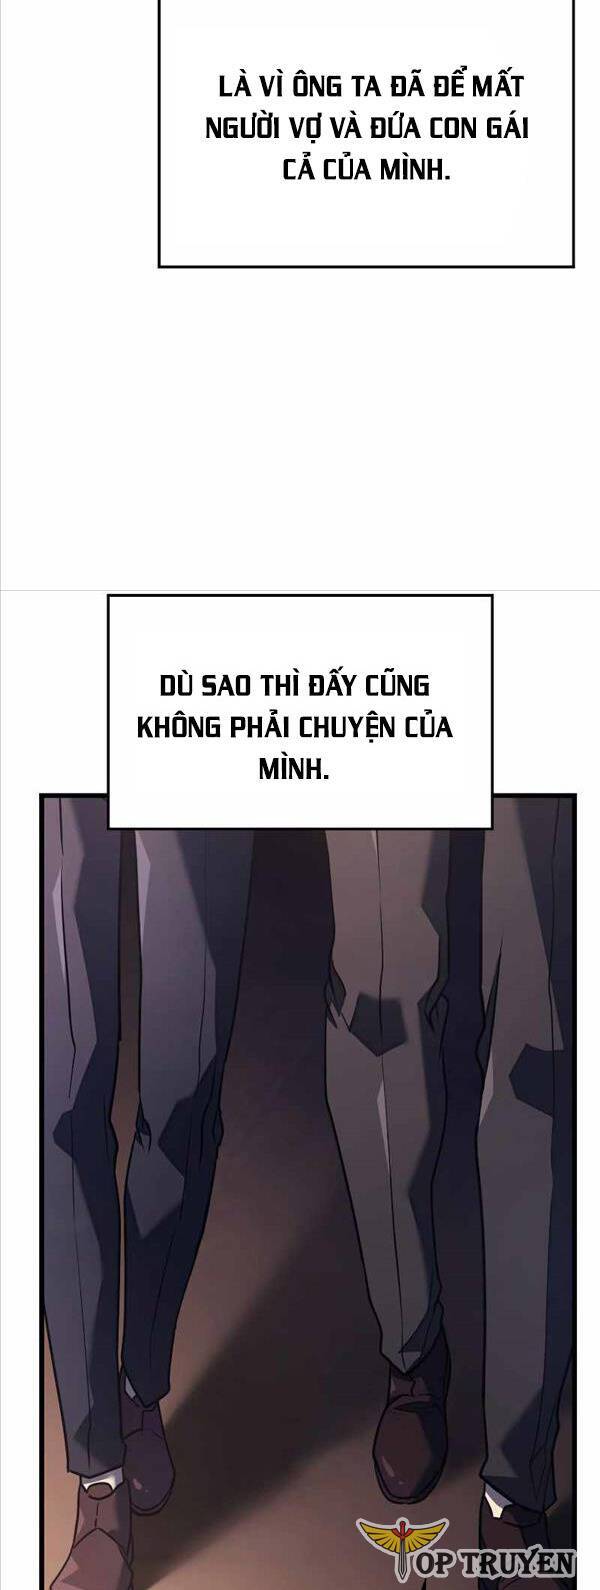 LÀ VÌ ÔNG TA ĐÃ ĐỂ MẤT
NGƯỜI VỢ VÀ ĐỨA CON GÁI
CẢ CỦA MÌNH.
DÙ SAO THÌ ĐẤY CŨNG
KHÔNG PHẢI CHUYỆN CỦA
MÌNH.
TOP TRUYEN